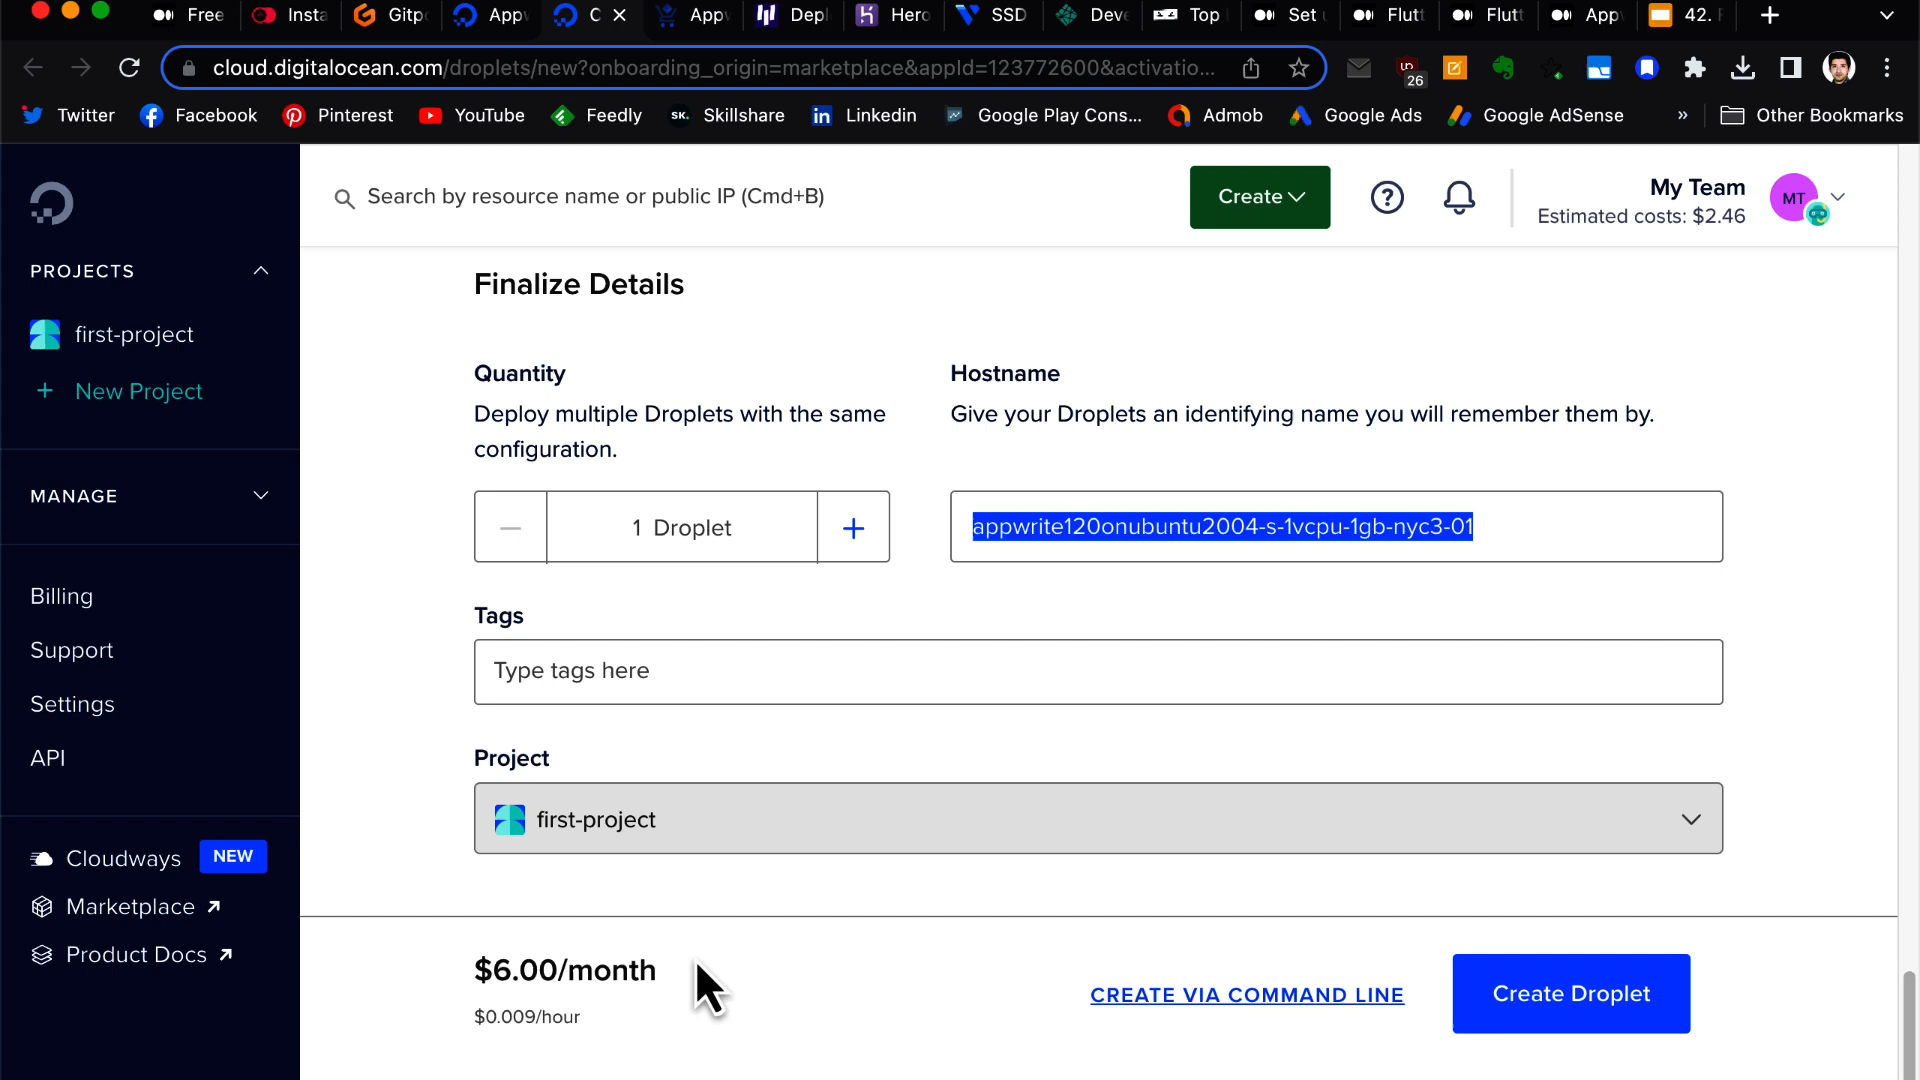 Free
Insta
Gitp
Appw
C
Appw
Depl
Hero
SSD
Deve
Top
Set u
Flutt
Flutt
Appw
42. F
cloud.digitalocean.com/droplets/new?onboarding_origin=marketplace&appId=123772600&activatio...
26
Twitter
Facebook
Pinterest
YouTube
Feedly
SK. Skillshare
Linkedin
Google Play Cons...
Admob
Google Ads
Google AdSense
»
Other Bookmarks
Search by resource name or public IP (Cmd+B)
Create
My Team
Estimated costs: $2.46
MT
PROJECTS
first-project
+ New Project
MANAGE
Billing
Support
Settings
API
Cloudways NEW
Marketplace
Product Docs
Finalize Details
Quantity
Deploy multiple Droplets with the same
configuration.
1 Droplet
Hostname
Give your Droplets an identifying name you will remember them by.
appwrite120onubuntu2004-s-1vcpu-1gb-nyc3-01
Tags
Type tags here
Project
first-project
$6.00/month
$0.009/hour
CREATE VIA COMMAND LINE
Create Droplet